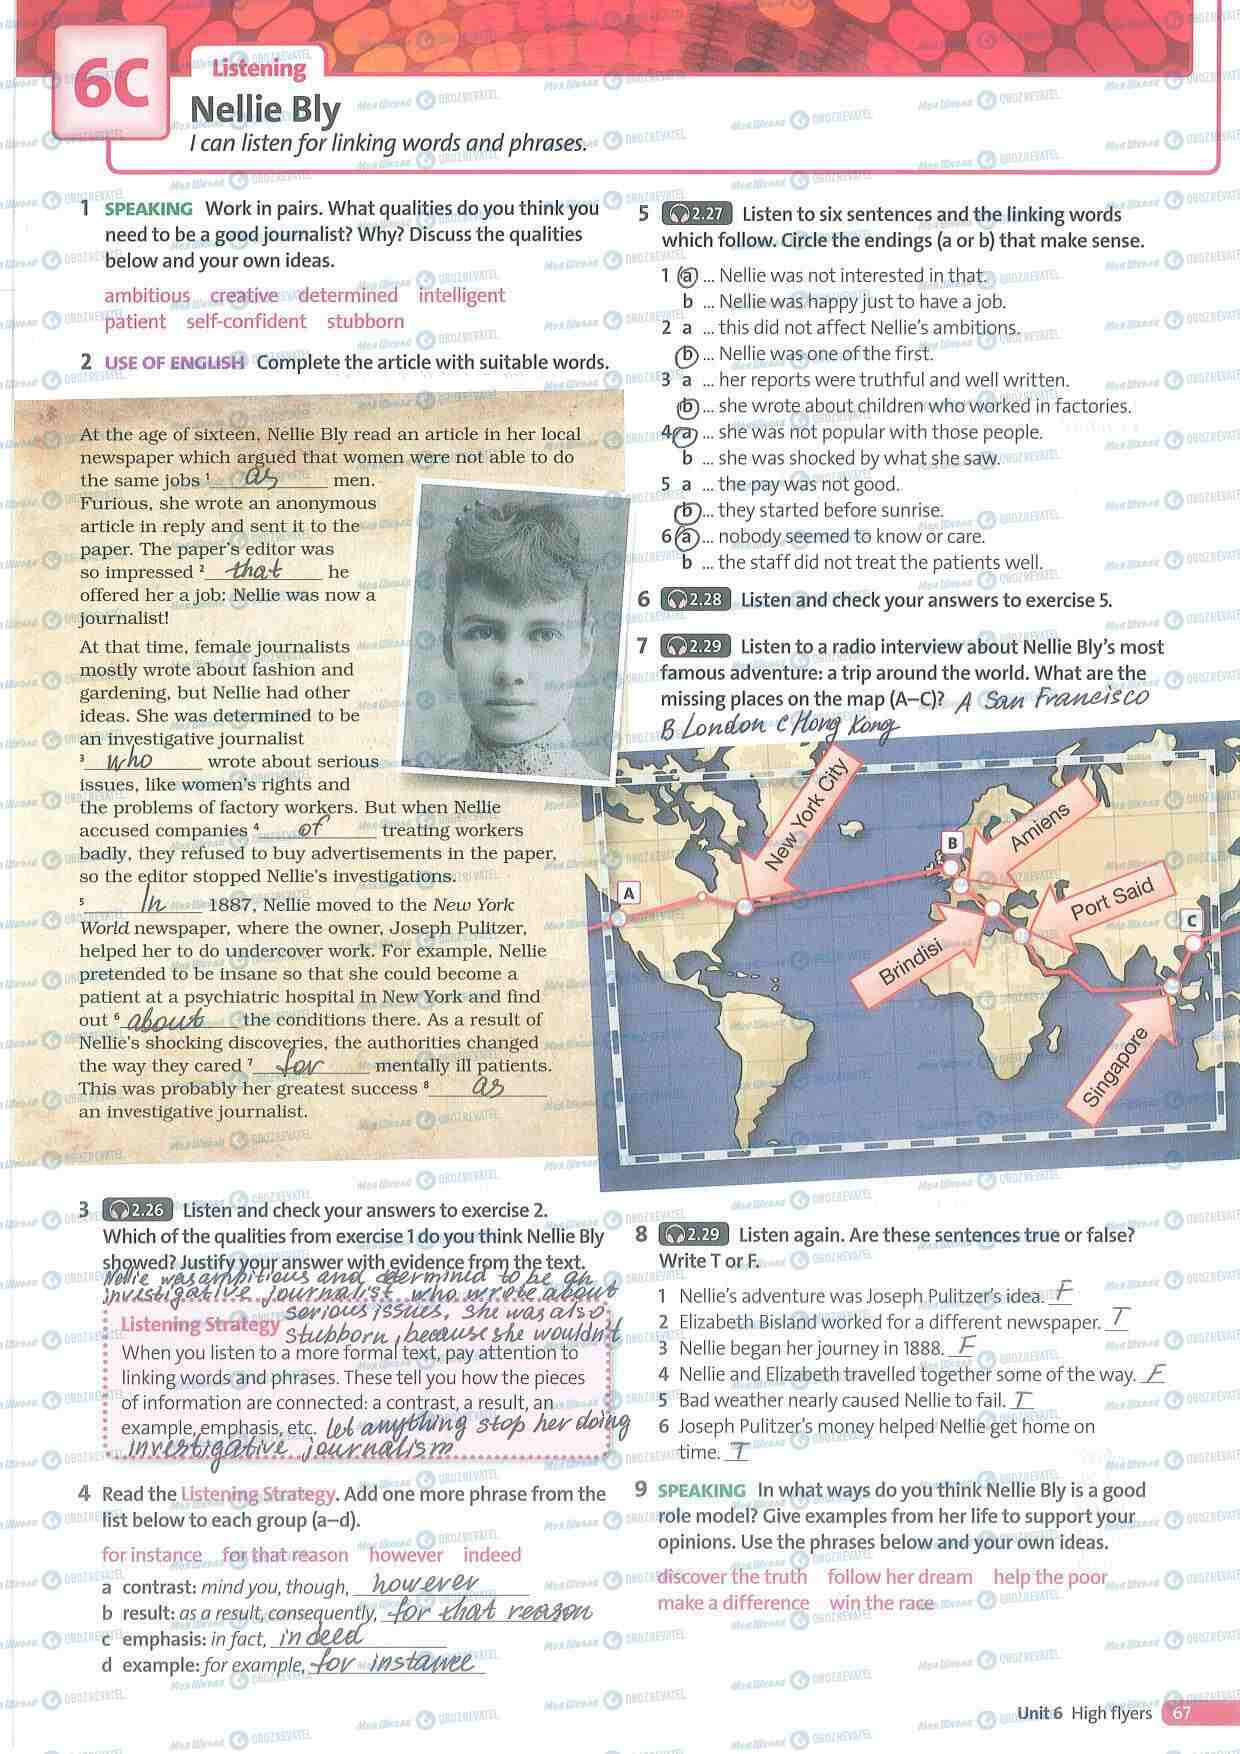 6C
Listening
Nellie Bly
I can listen for linking words and phrases.
1 SPEAKING Work in pairs. What qualities do you think you
need to be a good journalist? Why? Discuss the qualities
below and your own ideas.
ambitious creative determined intelligent
patient self-confident stubborn
2 USE OF ENGLISH Complete the article with suitable words.
At the age of sixteen, Nellie Bly read an article in her local
newspaper which argued that women were not able to do
the same jobs 1 as men.
Furious, she wrote an anonymous
article in reply and sent it to the
paper. The paper's editor was
so impressed 2 that he
offered her a job: Nellie was now a
journalist!
At that time, female journalists
mostly wrote about fashion and
gardening, but Nellie had other
ideas. She was determined to be
an investigative journalist
3 who wrote about serious
issues, like women's rights and
the problems of factory workers. But when Nellie
accused companies 4 of treating workers
badly, they refused to buy advertisements in the paper,
so the editor stopped Nellie's investigations.
5 In 1887, Nellie moved to the New York
World newspaper, where the owner, Joseph Pulitzer,
helped her to do undercover work. For example, Nellie
pretended to be insane so that she could become a
patient at a psychiatric hospital in New York and find
out 6 about the conditions there. As a result of
Nellie's shocking discoveries, the authorities changed
the way they cared 7 for mentally ill patients.
This was probably her greatest success 8 as
an investigative journalist.
3 2.26 Listen and check your answers to exercise 2.
Which of the qualities from exercise 1 do you think Nellie Bly
showed? Justify your answer with evidence from the text.
Nellie was ambitious and determined to be an
investigative journalist who wrote about
serious issues. She was also
Listening Strategy stubborn, because she wouldn't
When you listen to a more formal text, pay attention to
linking words and phrases. These tell you how the pieces
of information are connected: a contrast, a result, an
example, emphasis, etc. let anything stop her doing
investigative journalism
4 Read the Listening Strategy. Add one more phrase from the
list below to each group (a–d).
for instance for that reason however indeed
a contrast: mind you, though, however
b result: as a result, consequently, for that reason
c emphasis: in fact, indeed
d example: for example, for instance
5 2.27 Listen to six sentences and the linking words
which follow. Circle the endings (a or b) that make sense.
1 a ... Nellie was not interested in that.
b ... Nellie was happy just to have a job.
2 a ... this did not affect Nellie's ambitions.
b ... Nellie was one of the first.
3 a ... her reports were truthful and well written.
b ... she wrote about children who worked in factories.
4 a ... she was not popular with those people.
b ... she was shocked by what she saw.
5 a ... the pay was not good.
b ... they started before sunrise.
6 a ... nobody seemed to know or care.
b ... the staff did not treat the patients well.
6 2.28 Listen and check your answers to exercise 5.
7 2.29 Listen to a radio interview about Nellie Bly's most
famous adventure: a trip around the world. What are the
missing places on the map (A–C)? A San Francisco
B London C Hong Kong
New York City
Amiens
B
A
Port Said
C
Brindisi
Singapore
8 2.29 Listen again. Are these sentences true or false?
Write T or F.
1 Nellie's adventure was Joseph Pulitzer's idea. F
2 Elizabeth Bisland worked for a different newspaper. T
3 Nellie began her journey in 1888. F
4 Nellie and Elizabeth travelled together some of the way. F
5 Bad weather nearly caused Nellie to fail. T
6 Joseph Pulitzer's money helped Nellie get home on
time. T
9 SPEAKING In what ways do you think Nellie Bly is a good
role model? Give examples from her life to support your
opinions. Use the phrases below and your own ideas.
discover the truth follow her dream help the poor
make a difference win the race
Unit 6 High flyers 67